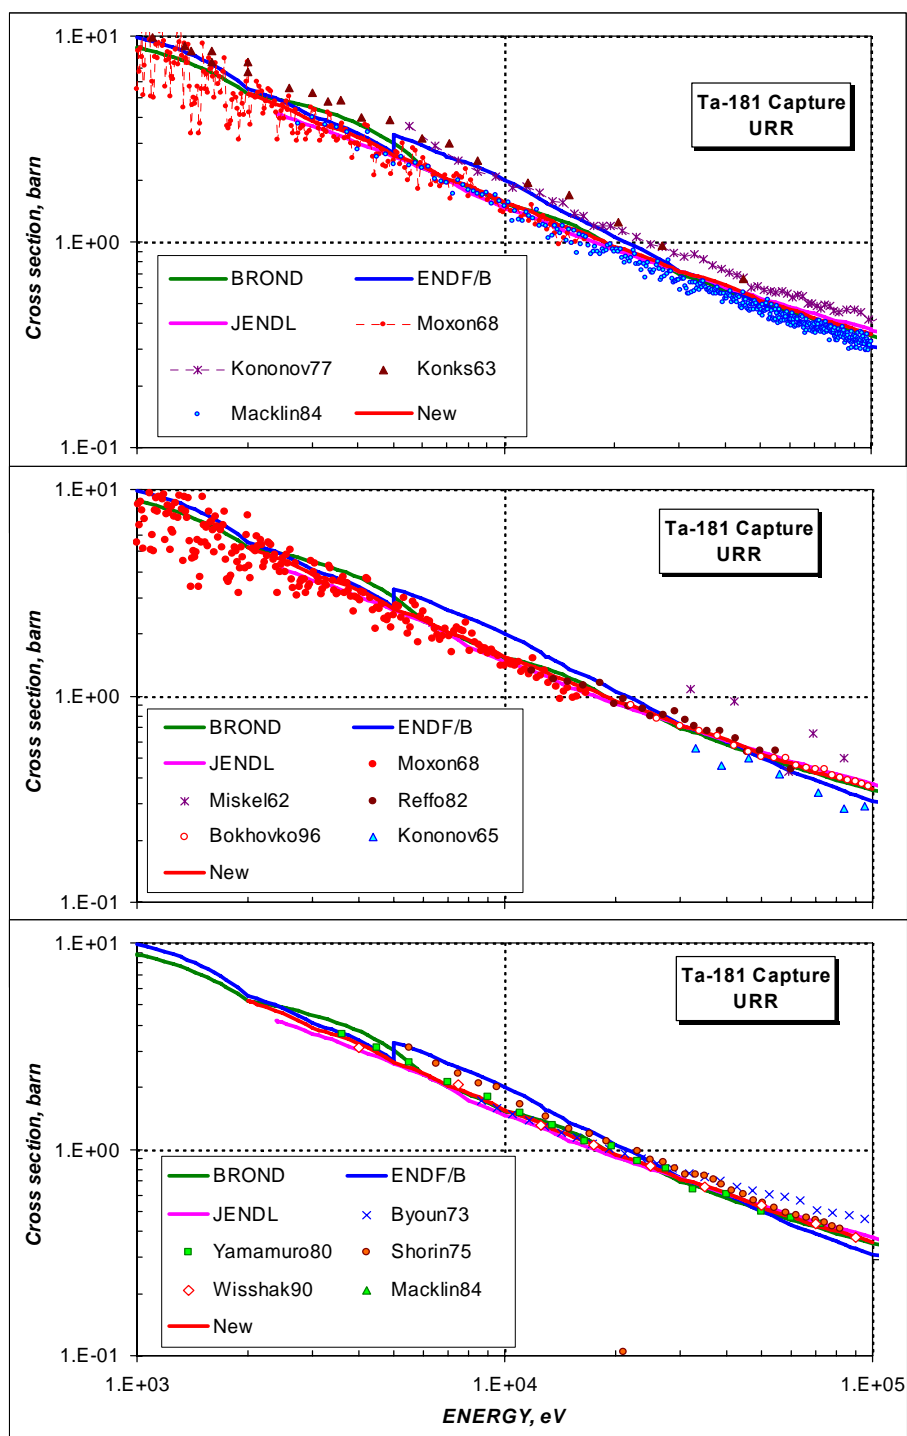 1.E+01
Ta-181 Capture
URR
Cross section, barn
1.E+00
BROND ENDF/B
JENDL Moxon68
Kononov77 Konks63
Macklin84 New
1.E-01
1.E+01
Ta-181 Capture
URR
Cross section, barn
1.E+00
BROND ENDF/B
JENDL Moxon68
Miskel62 Reffo82
Bokhovko96 Kononov65
New
1.E-01
1.E+01
Ta-181 Capture
URR
Cross section, barn
1.E+00
BROND ENDF/B
JENDL Byoun73
Yamamuro80 Shorin75
Wisshak90 Macklin84
New
1.E-01
1.E+03 1.E+04 1.E+05
ENERGY, eV